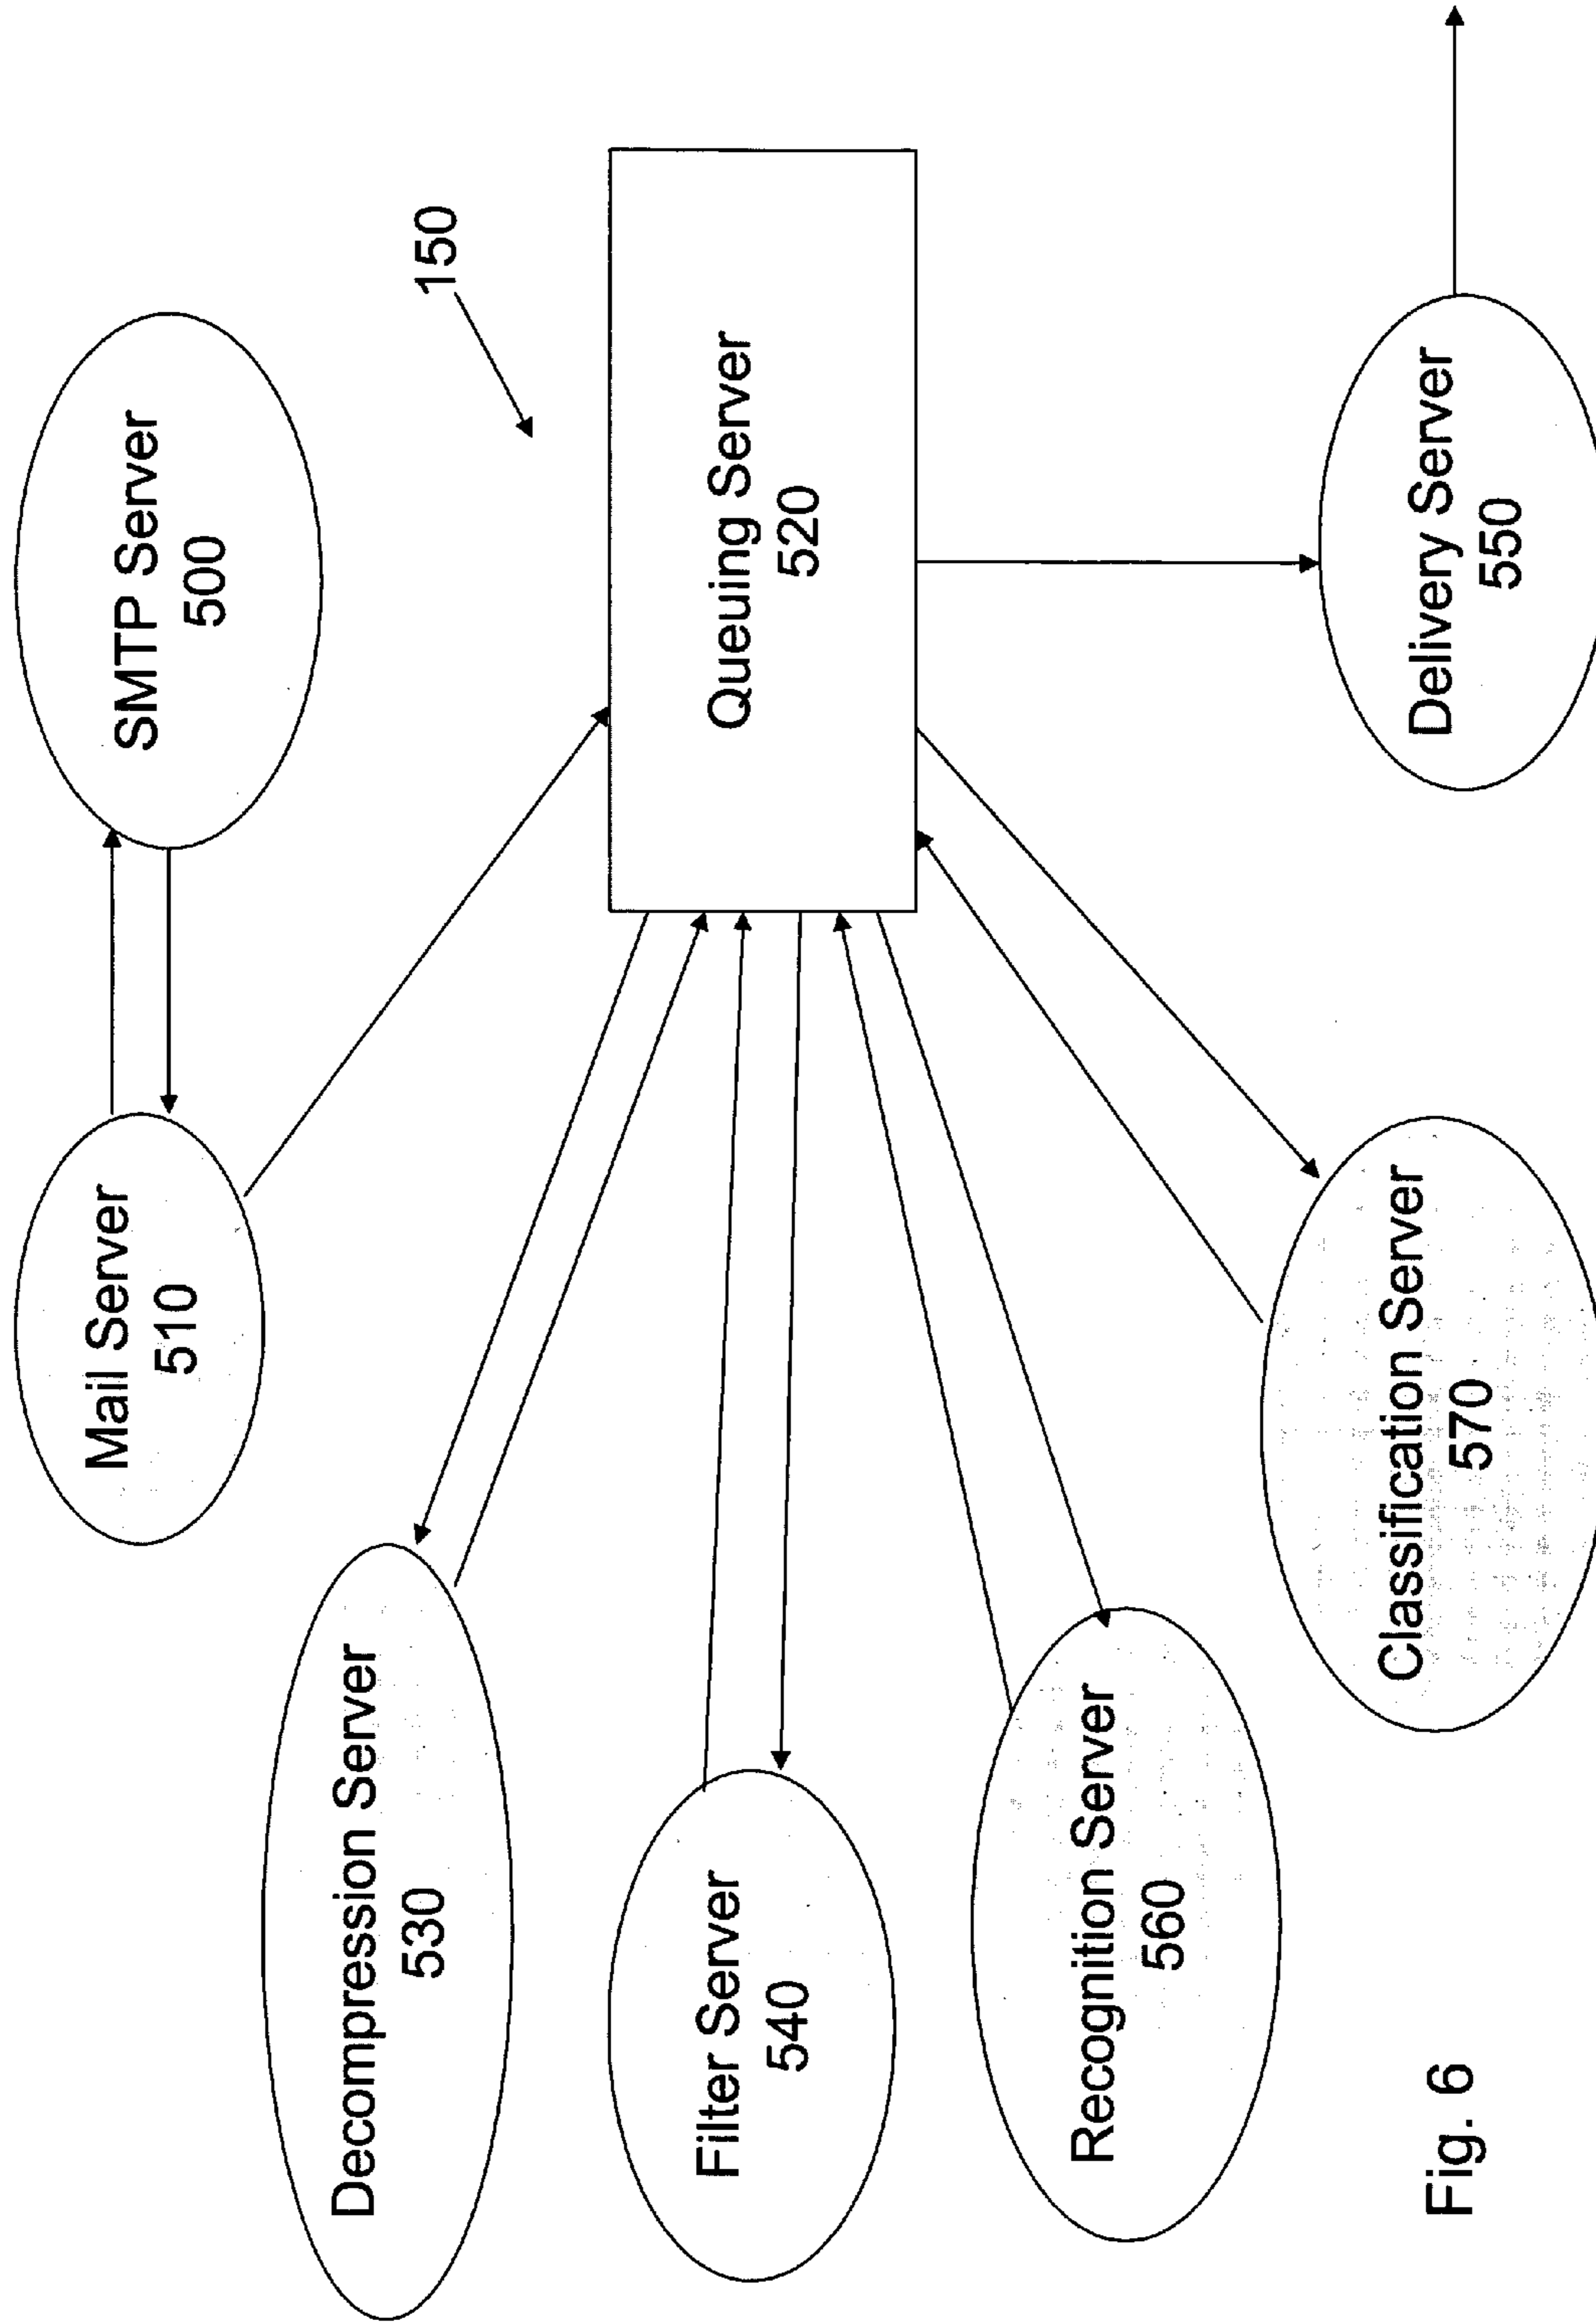 Mail Server
510
SMTP Server
500
150
Decompression Server
530
Queuing Server
520
Filter Server
540
Recognition Server
560
Classification Server
570
Delivery Server
550
Fig. 6